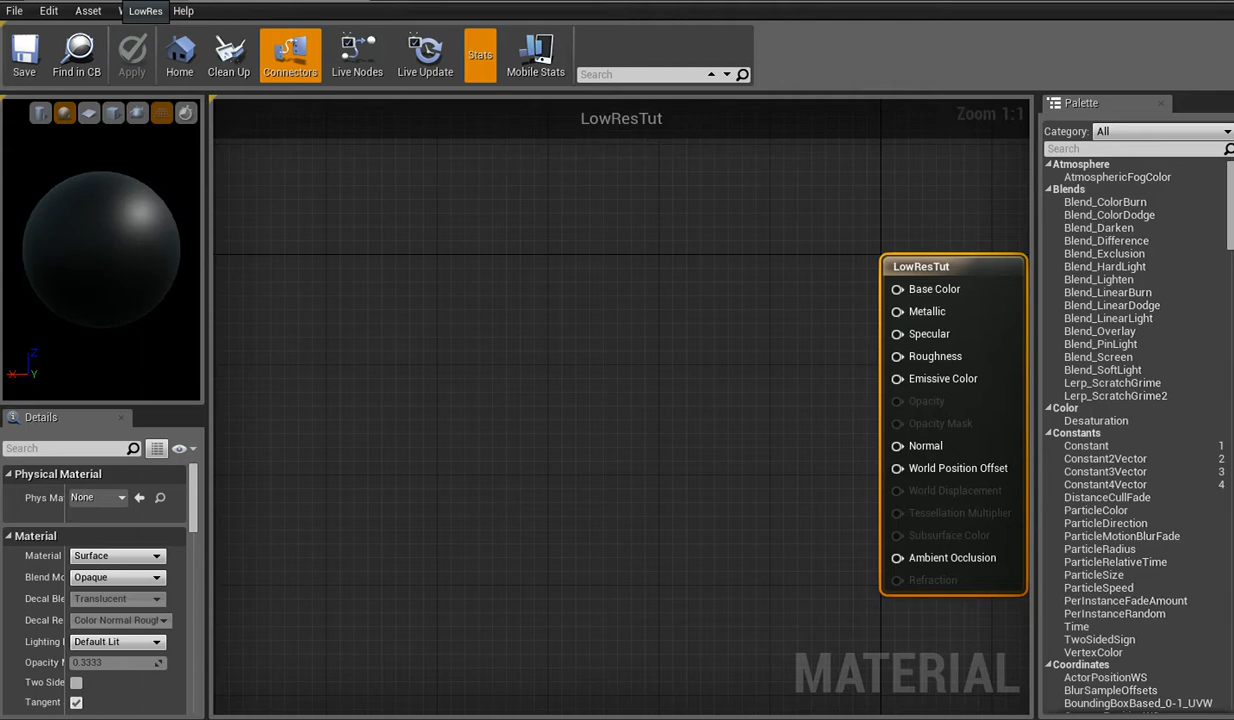 File Edit Asset LowRes Help
Save Find in CB Apply Home Clean Up Connectors Live Nodes Live Update Stats Mobile Stats Search
LowResTut
Zoom 1:1
X Z Y
Details
Search
Physical Material
Phys Ma None
Material
Material Surface
Blend Mo Opaque
Decal Ble Translucent
Decal Re Color Normal Rough
Lighting Default Lit
Opacity M 0.3333
Two Side
Tangent
LowResTut
Base Color
Metallic
Specular
Roughness
Emissive Color
Opacity
Opacity Mask
Normal
World Position Offset
World Displacement
Tessellation Multiplier
Subsurface Color
Ambient Occlusion
Refraction
MATERIAL
Palette
Category: All
Search
Atmosphere
AtmosphericFogColor
Blends
Blend_ColorBurn
Blend_ColorDodge
Blend_Darken
Blend_Difference
Blend_Exclusion
Blend_HardLight
Blend_Lighten
Blend_LinearBurn
Blend_LinearDodge
Blend_LinearLight
Blend_Overlay
Blend_PinLight
Blend_Screen
Blend_SoftLight
Lerp_ScratchGrime
Lerp_ScratchGrime2
Color
Desaturation
Constants
Constant 1
Constant2Vector 2
Constant3Vector 3
Constant4Vector 4
DistanceCullFade
ParticleColor
ParticleDirection
ParticleMotionBlurFade
ParticleRadius
ParticleRelativeTime
ParticleSize
ParticleSpeed
PerInstanceFadeAmount
PerInstanceRandom
Time
TwoSidedSign
VertexColor
Coordinates
ActorPositionWS
BlurSampleOffsets
BoundingBoxBased_0-1_UVW